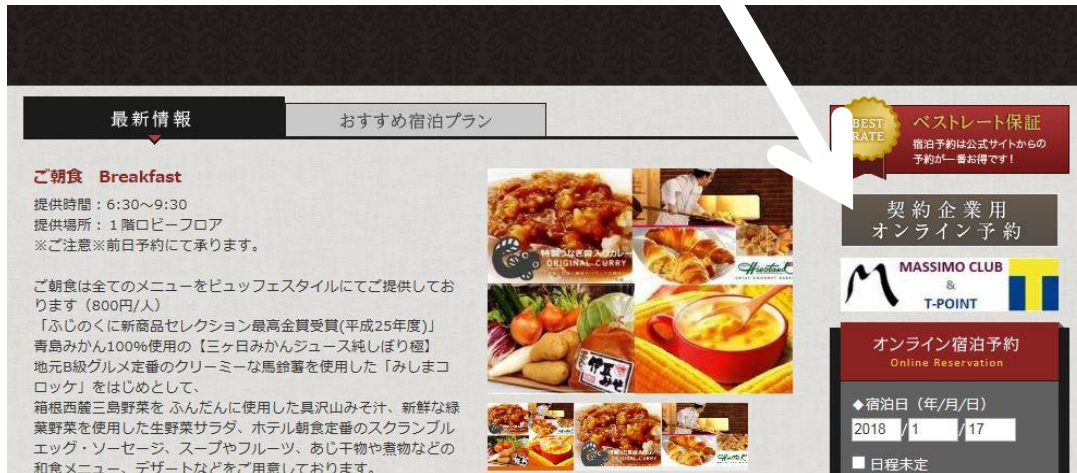 最新情報
おすすめ宿泊プラン
BEST
RATE
ベストレート保証
宿泊予約は公式サイトからの
予約が一番お得です！
ご朝食　Breakfast
提供時間：6:30～9:30
提供場所：１階ロビーフロア
※ご注意※前日予約にて承ります。
ご朝食は全てのメニューをビュッフェスタイルにてご提供してお
ります（800円/人）
「ふじのくに新商品セレクション最高金賞受賞(平成25年度)」
青島みかん100%使用の【三ヶ日みかんジュース純しぼり極】
地元B級グルメ定番のクリーミーな馬鈴薯を使用した「みしまコ
ロッケ」をはじめとして、
箱根西麓三島野菜を ふんだんに使用した具沢山みそ汁、新鮮な緑
葉野菜を使用した生野菜サラダ、ホテル朝食定番のスクランブル
エッグ・ソーセージ、スープやフルーツ、あじ干物や煮物などの
和食メニュー、デザートなどをご用意しております。
ORIGINAL CURRY
伊豆みそ
契約企業用
オンライン予約
MASSIMO CLUB
&
T-POINT
オンライン宿泊予約
Online Reservation
◆宿泊日（年/月/日）
2018 / 1 / 17
日程未定